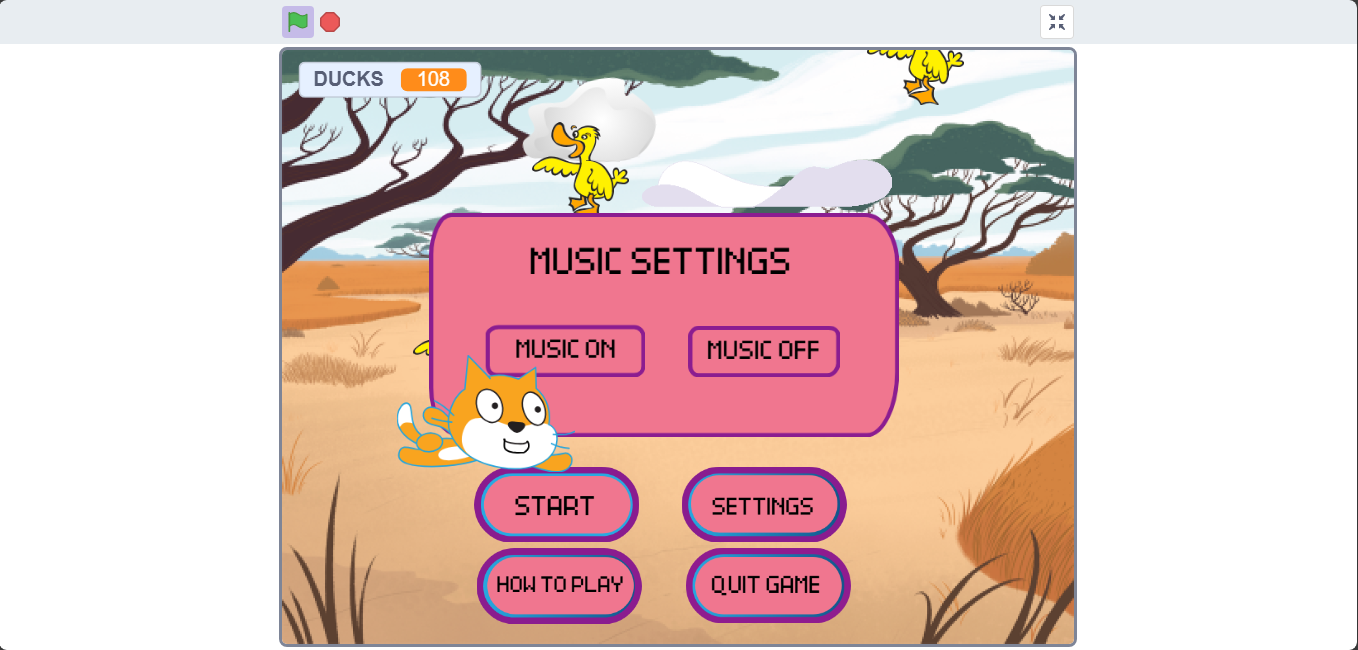 DUCKS 108
MUSIC SETTINGS
MUSIC ON MUSIC OFF
START SETTINGS
HOW TO PLAY QUIT GAME